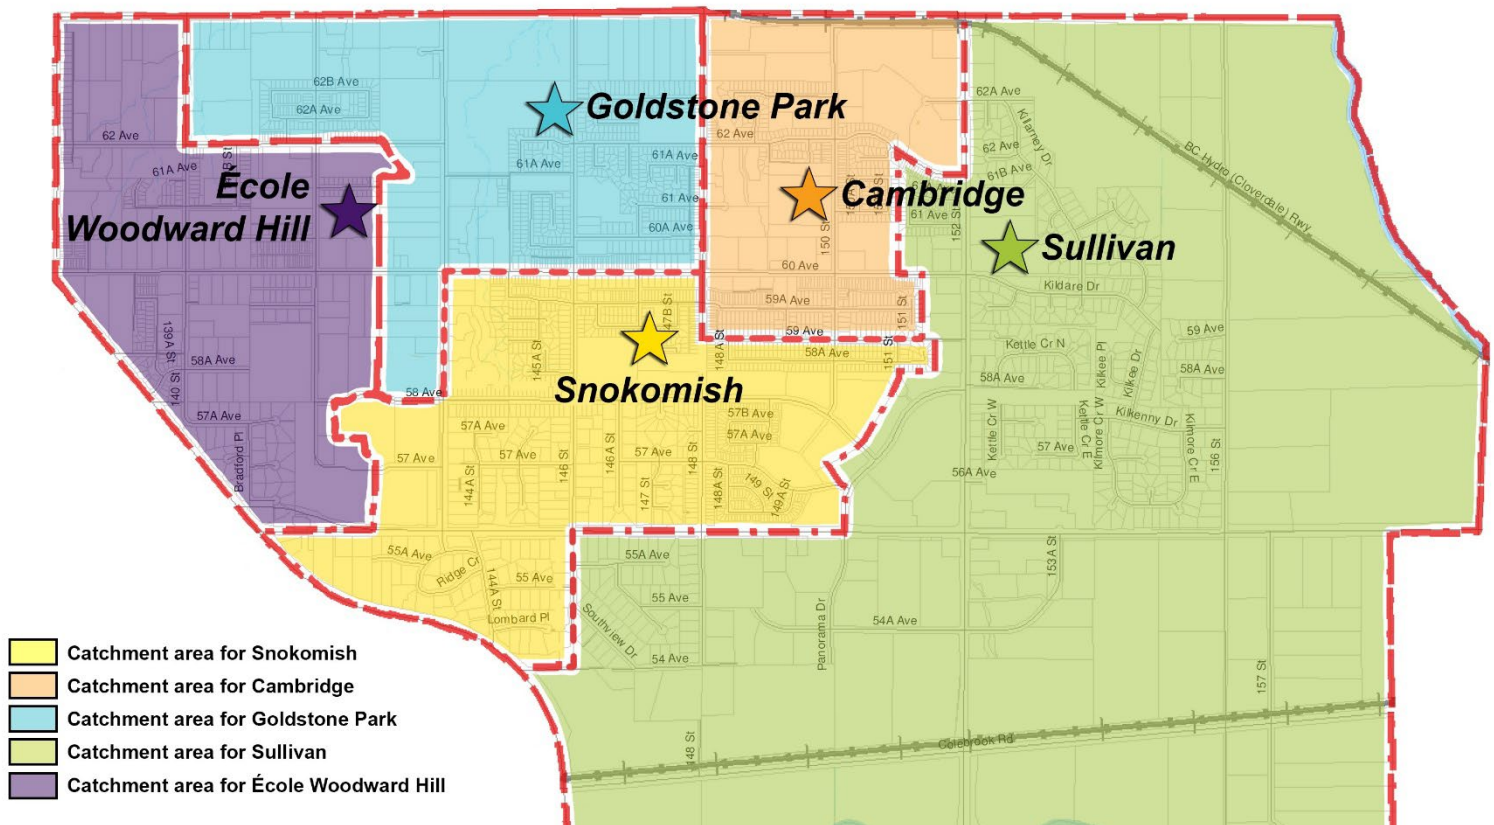 62A Ave
62B Ave
62A Ave
Goldstone Park
Killarney Dr
62 Ave
62 Ave
62 Ave
BC Hydro (Cloverdale) Rwy
61A Ave
61A Ave
61A Ave
61B Ave
École
Woodward Hill
Cambridge
61 Ave
61 Ave
152 St
60A Ave
150 St
Sullivan
60 Ave
Kildare Dr
59A Ave
151 St
47B St
139A St
59 Ave
59 Ave
148A St
145A St
151 St
Kettle Cr N
Kilkee Pl
Kilkee Dr
58A Ave
58A Ave
58A Ave
58A Ave
140 St
Snokomish
58 Ave
57A Ave
57A Ave
57B Ave
57A Ave
Kettle Cr W
Kettle Cr E
Kilmore Cr W
Kilkenny Dr
Kilmore Cr E
156 St
Bradford Pl
57 Ave
57 Ave
57 Ave
57 Ave
146 St
146A St
148 St
56A Ave
144A St
147 St
148A St
149 St
149A St
55A Ave
Ridge Cr
55A Ave
153A St
144A St
55 Ave
55 Ave
Lombard Pl
Southview Dr
54A Ave
Panorama Dr
54 Ave
157 St
148 St
Colebrook Rd
Catchment area for Snokomish
Catchment area for Cambridge
Catchment area for Goldstone Park
Catchment area for Sullivan
Catchment area for École Woodward Hill